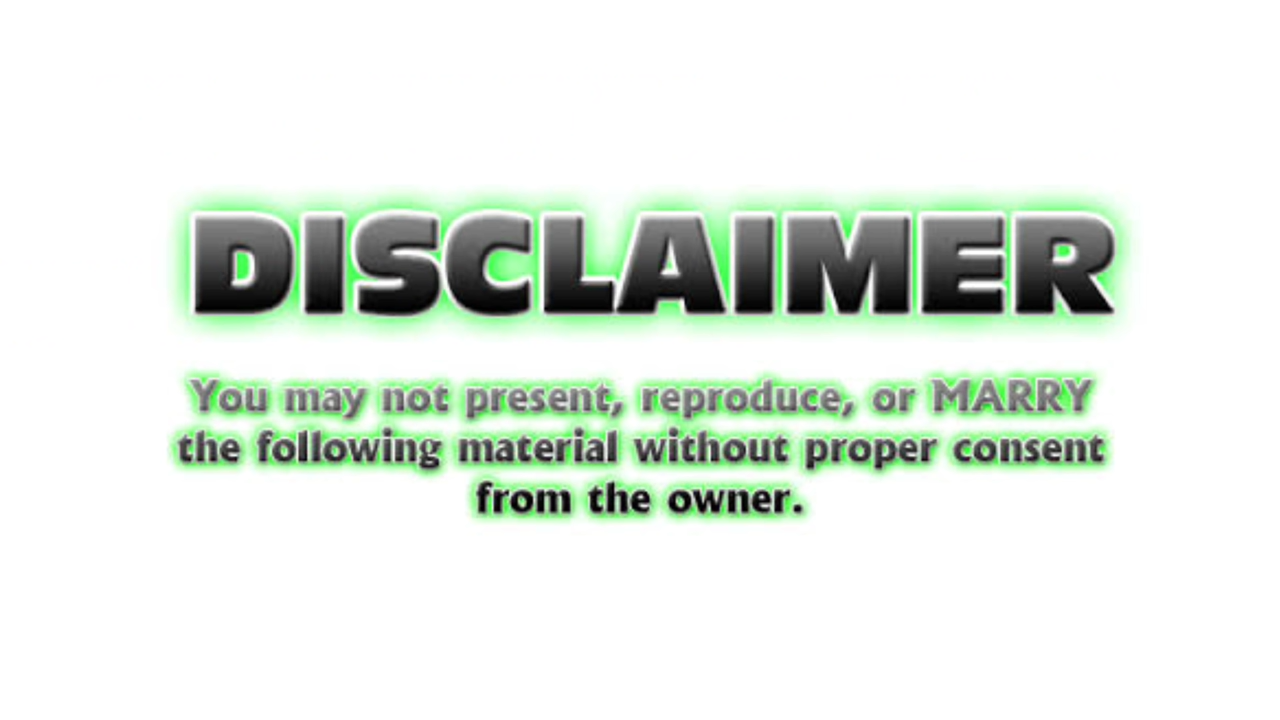 DISCLAIMER
You may not present, reproduce, or MARRY
the following material without proper consent
from the owner.